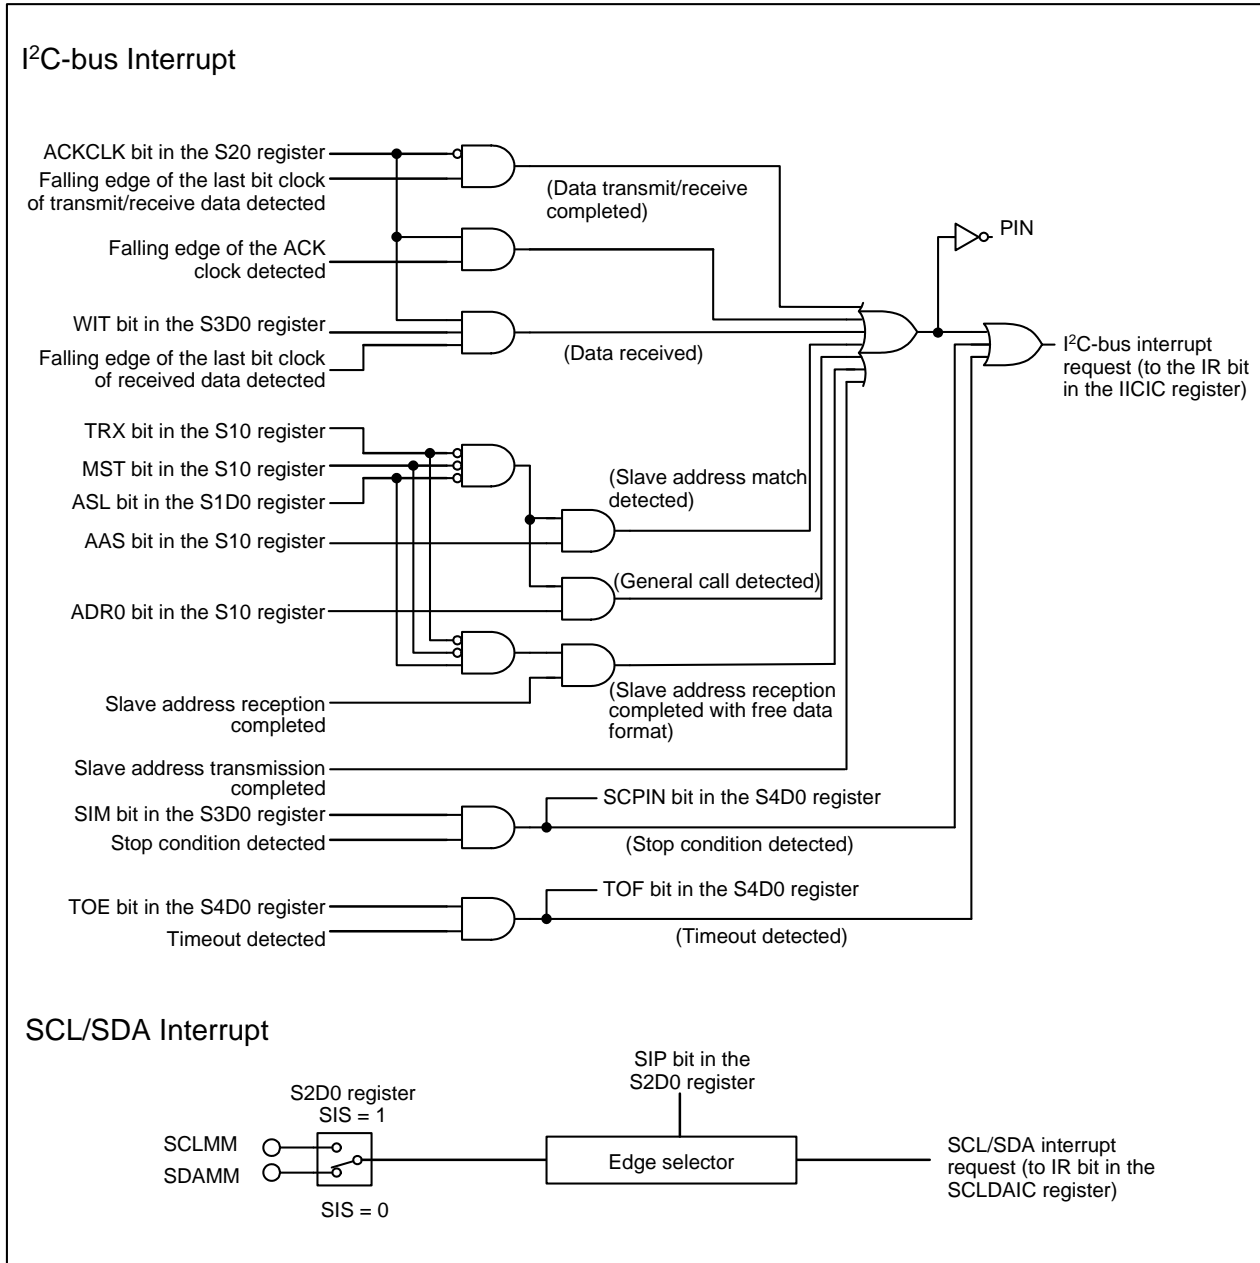 I²C-bus Interrupt
ACKCLK bit in the S20 register
Falling edge of the last bit clock
of transmit/receive data detected
(Data transmit/receive
completed)
PIN
Falling edge of the ACK
clock detected
WIT bit in the S3D0 register
Falling edge of the last bit clock
of received data detected
(Data received)
I²C-bus interrupt
request (to the IR bit
in the IICIC register)
TRX bit in the S10 register
MST bit in the S10 register
ASL bit in the S1D0 register
(Slave address match
detected)
AAS bit in the S10 register
(General call detected)
ADR0 bit in the S10 register
Slave address reception
completed
(Slave address reception
completed with free data
format)
Slave address transmission
completed
SCPIN bit in the S4D0 register
SIM bit in the S3D0 register
Stop condition detected
(Stop condition detected)
TOF bit in the S4D0 register
TOE bit in the S4D0 register
Timeout detected
(Timeout detected)
SCL/SDA Interrupt
SIP bit in the
S2D0 register
S2D0 register
SIS = 1
SCLMM
SDAMM
Edge selector
SCL/SDA interrupt
request (to IR bit in the
SCLDAIC register)
SIS = 0